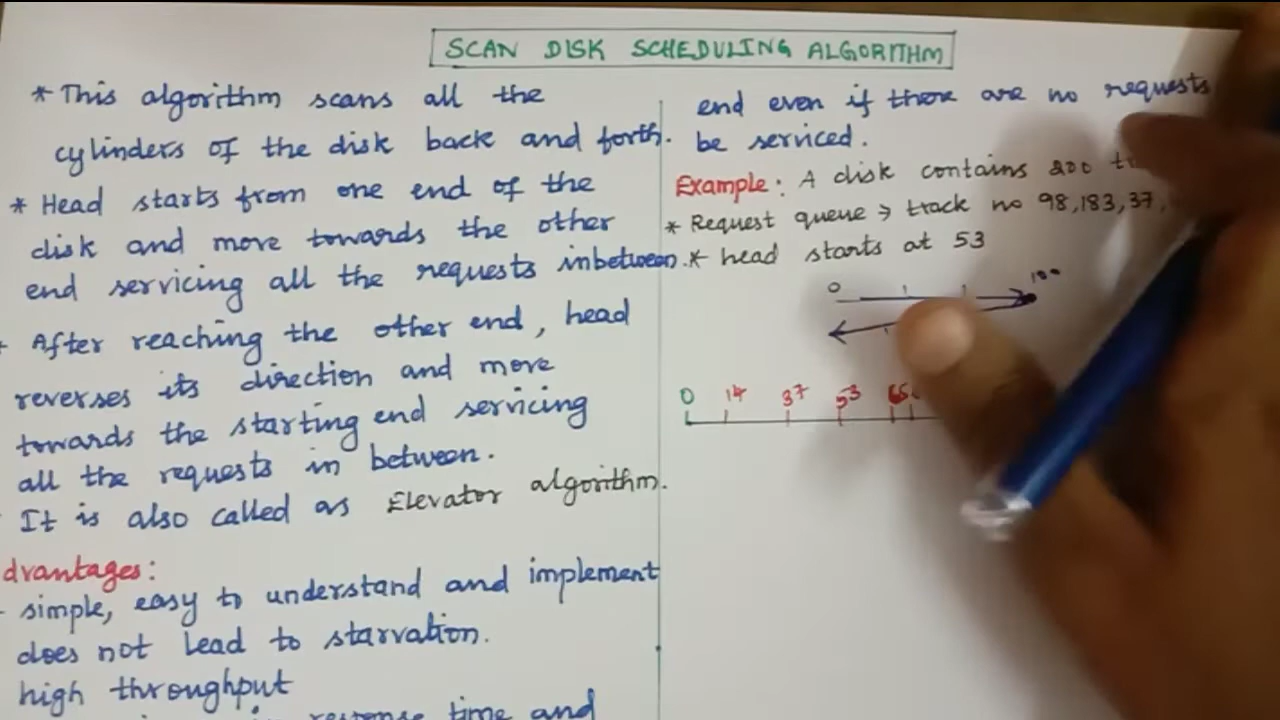 SCAN DISK SCHEDULING ALGORITHM
* This algorithm scans all the
cylinders of the disk back and forth.
* Head starts from one end of the
disk and move towards the other
end servicing all the requests inbetween.
After reaching the other end, head
reverses its direction and move
towards the starting end servicing
all the requests in between.
It is also called as Elevator algorithm.
dvantages:
simple, easy to understand and implement
does not lead to starvation.
high throughput
response time and
end even if there are no requests
be serviced.
Example: A disk contains 200
* Request queue → track no 98,183,37,
* head starts at 53
0 100
0 14 37 53 65